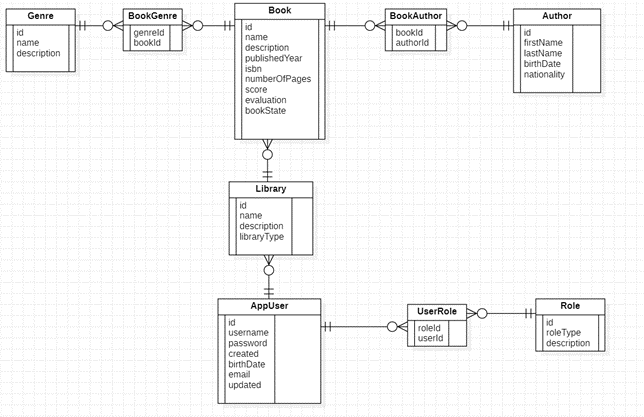 Genre
id
name
description
BookGenre
genreId
bookId
Book
id
name
description
publishedYear
isbn
numberOfPages
score
evaluation
bookState
BookAuthor
bookId
authorId
Author
id
firstName
lastName
birthDate
nationality
Library
id
name
description
libraryType
AppUser
id
username
password
created
birthDate
email
updated
UserRole
roleId
userId
Role
id
roleType
description